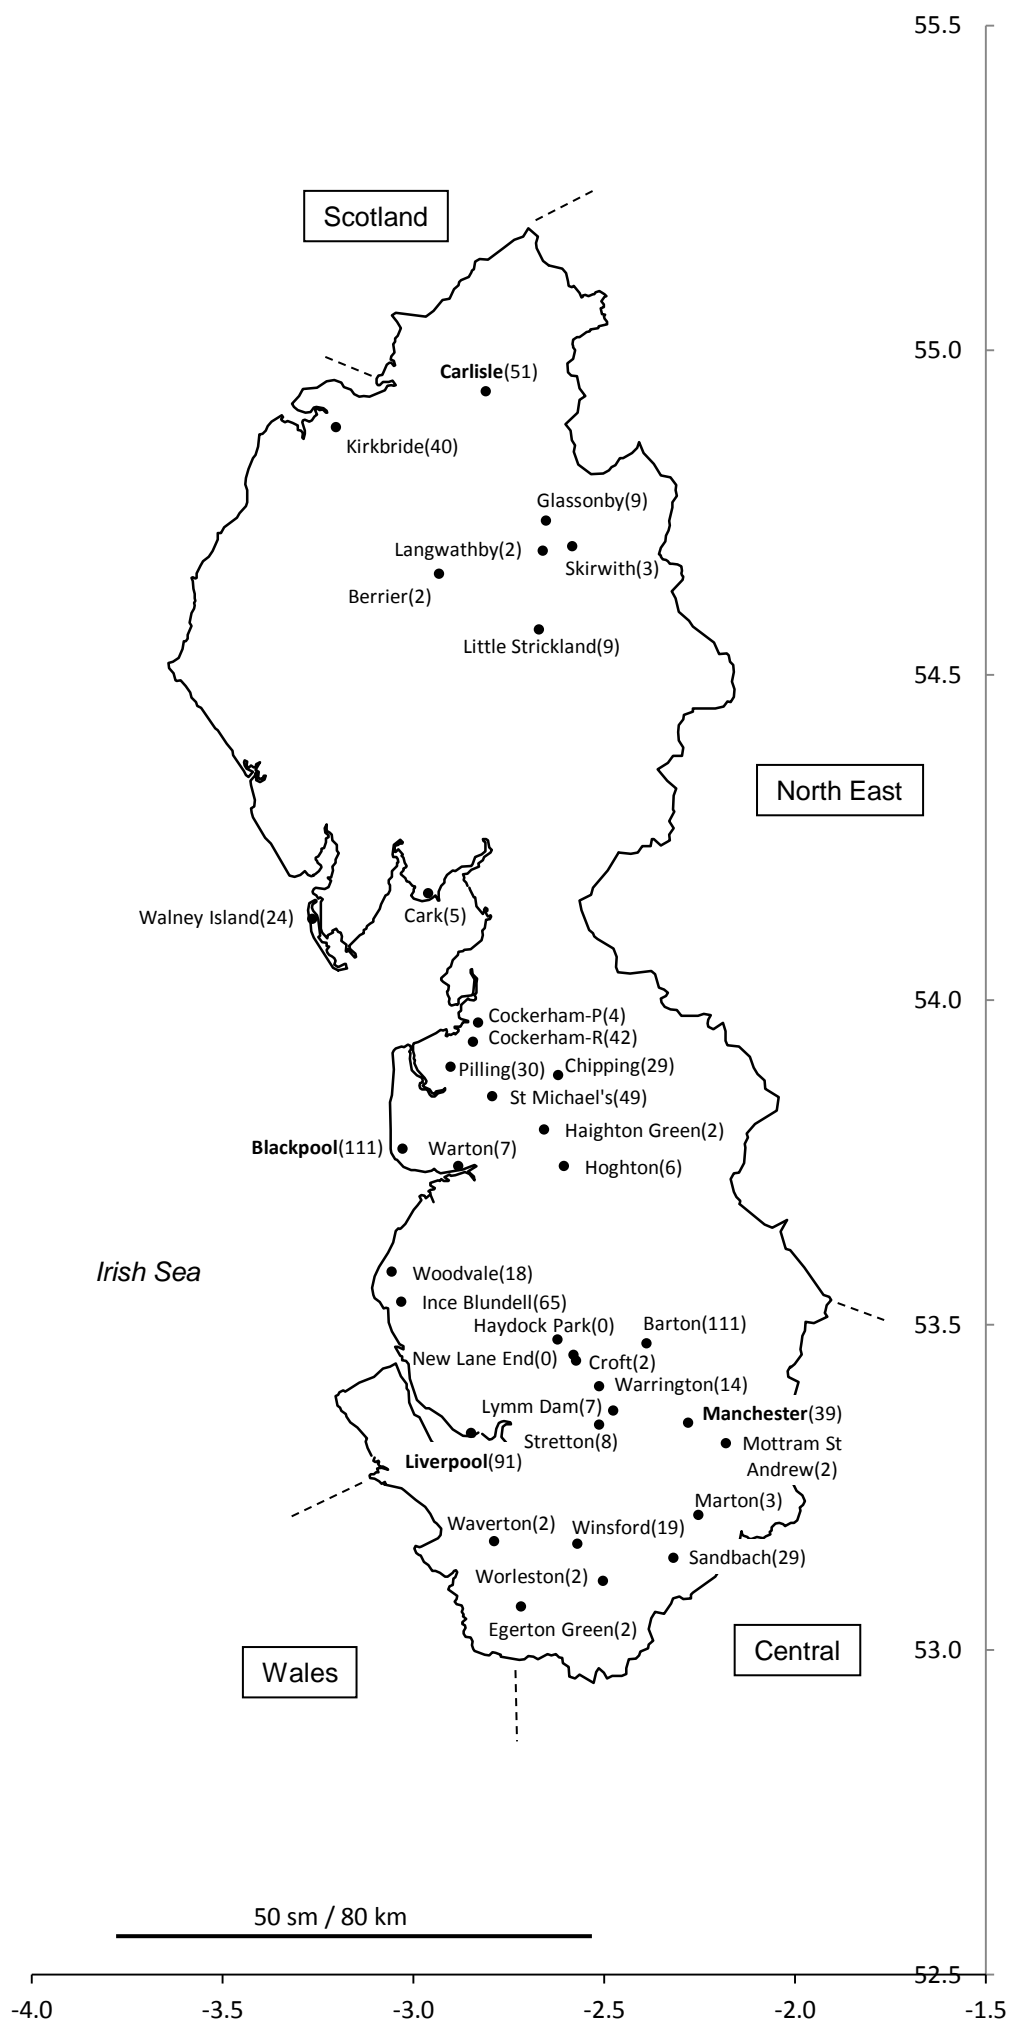 55.5
Scotland
55.0
Carlisle(51)
Kirkbride(40)
Glassonby(9)
Langwathby(2)
Skirwith(3)
Berrier(2)
Little Strickland(9)
54.5
North East
Walney Island(24)
Cark(5)
54.0
Cockerham-P(4)
Cockerham-R(42)
Pilling(30)
Chipping(29)
St Michael's(49)
Haighton Green(2)
Blackpool(111)
Warton(7)
Hoghton(6)
Irish Sea
Woodvale(18)
Ince Blundell(65)
Haydock Park(0)
Barton(111)
53.5
New Lane End(0)
Croft(2)
Warrington(14)
Lymm Dam(7)
Manchester(39)
Stretton(8)
Mottram St
Andrew(2)
Liverpool(91)
Marton(3)
Waverton(2)
Winsford(19)
Sandbach(29)
Worleston(2)
Egerton Green(2)
53.0
Central
Wales
50 sm / 80 km
52.5
-4.0
-3.5
-3.0
-2.5
-2.0
-1.5